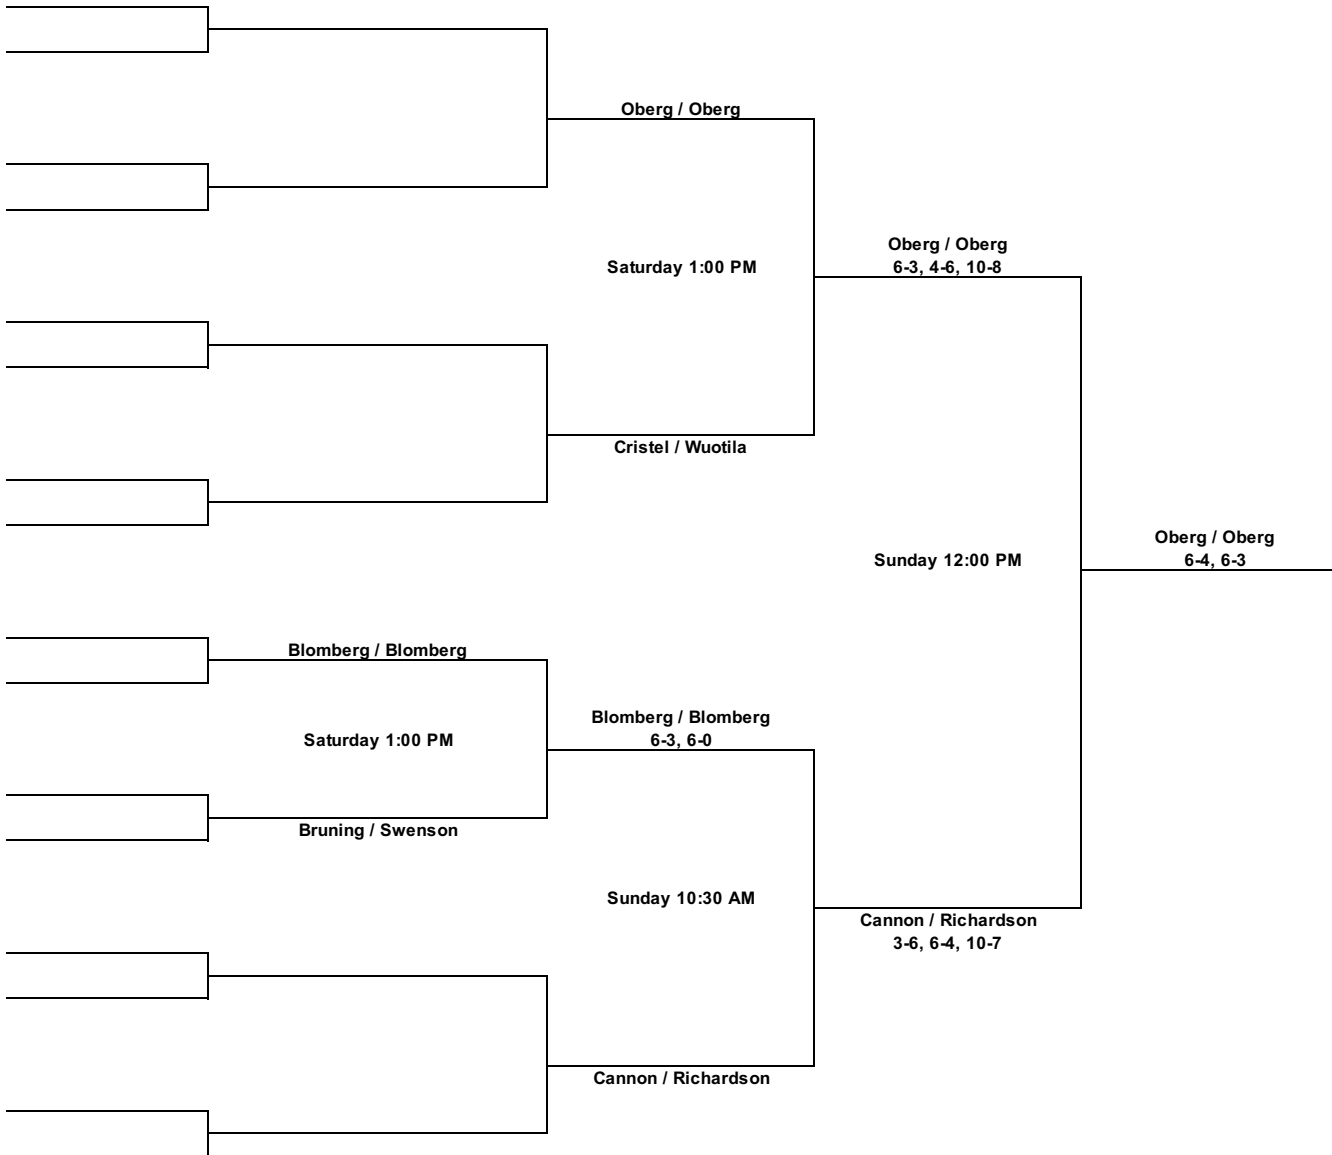 Oberg / Oberg
Saturday 1:00 PM
Oberg / Oberg
6-3, 4-6, 10-8
Cristel / Wuotila
Sunday 12:00 PM
Oberg / Oberg
6-4, 6-3
Blomberg / Blomberg
Saturday 1:00 PM
Blomberg / Blomberg
6-3, 6-0
Bruning / Swenson
Sunday 10:30 AM
Cannon / Richardson
3-6, 6-4, 10-7
Cannon / Richardson